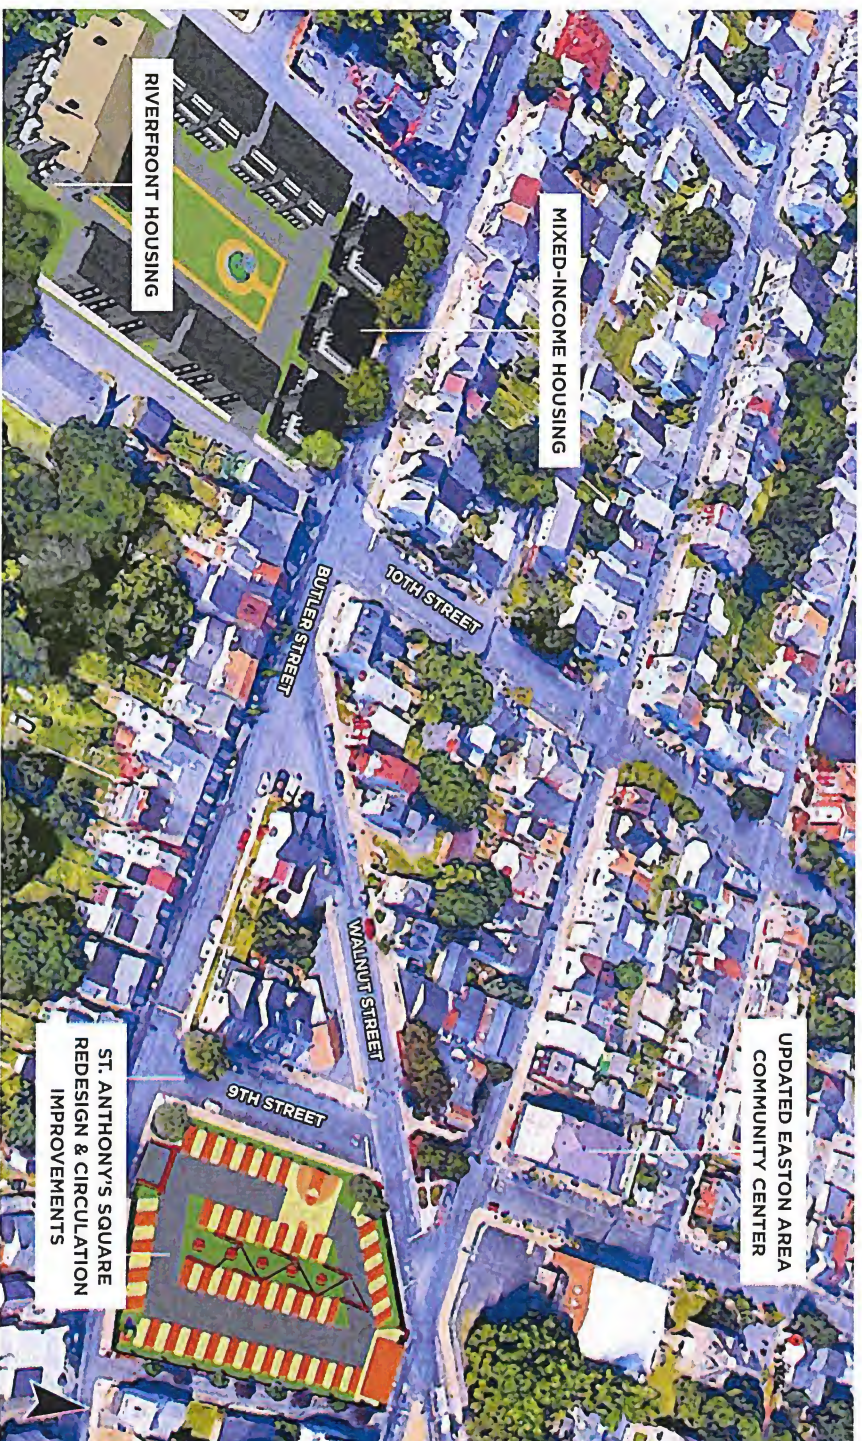 RIVERFRONT HOUSING
MIXED-INCOME HOUSING
10TH STREET
BUTLER STREET
WALNUT STREET
9TH STREET
UPDATED EASTON AREA
COMMUNITY CENTER
ST. ANTHONY'S SQUARE
REDESIGN & CIRCULATION
IMPROVEMENTS